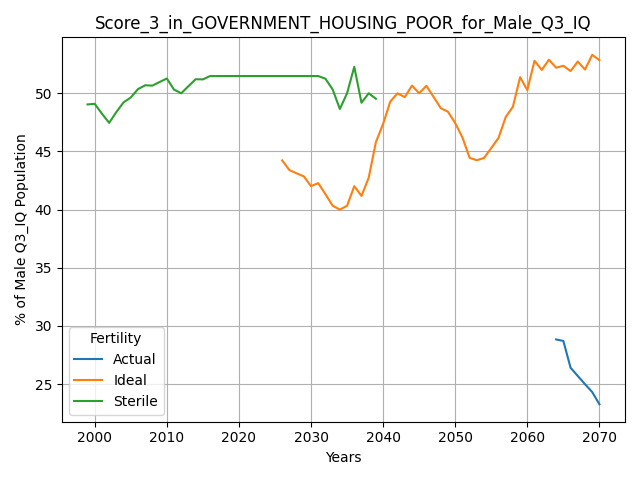 Score_3_in_GOVERNMENT_HOUSING_POOR_for_Male_Q3_IQ
% of Male Q3_IQ Population
50
45
40
35
30
25
Fertility
Actual
Ideal
Sterile
2000 2010 2020 2030 2040 2050 2060 2070
Years